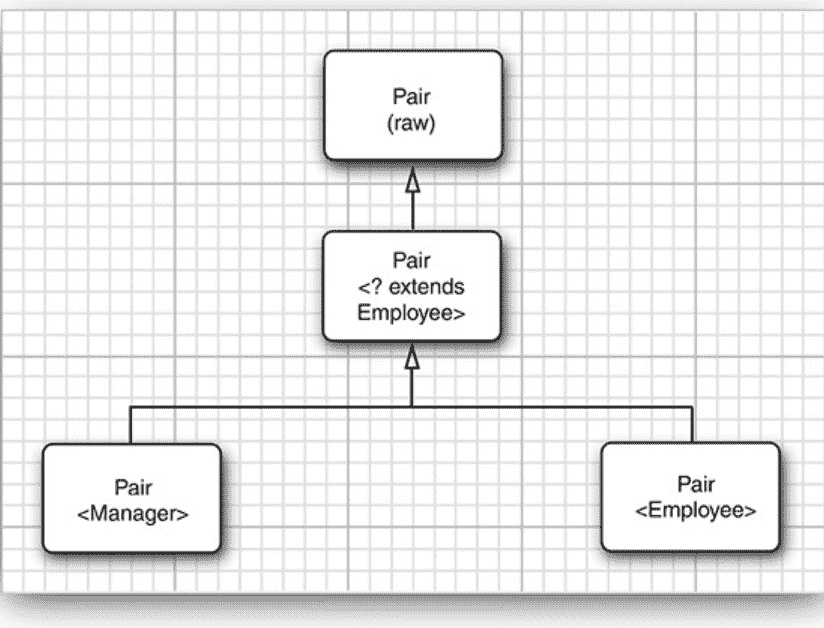 Pair
(raw)
Pair
<? extends
Employee>
Pair
<Manager>
Pair
<Employee>